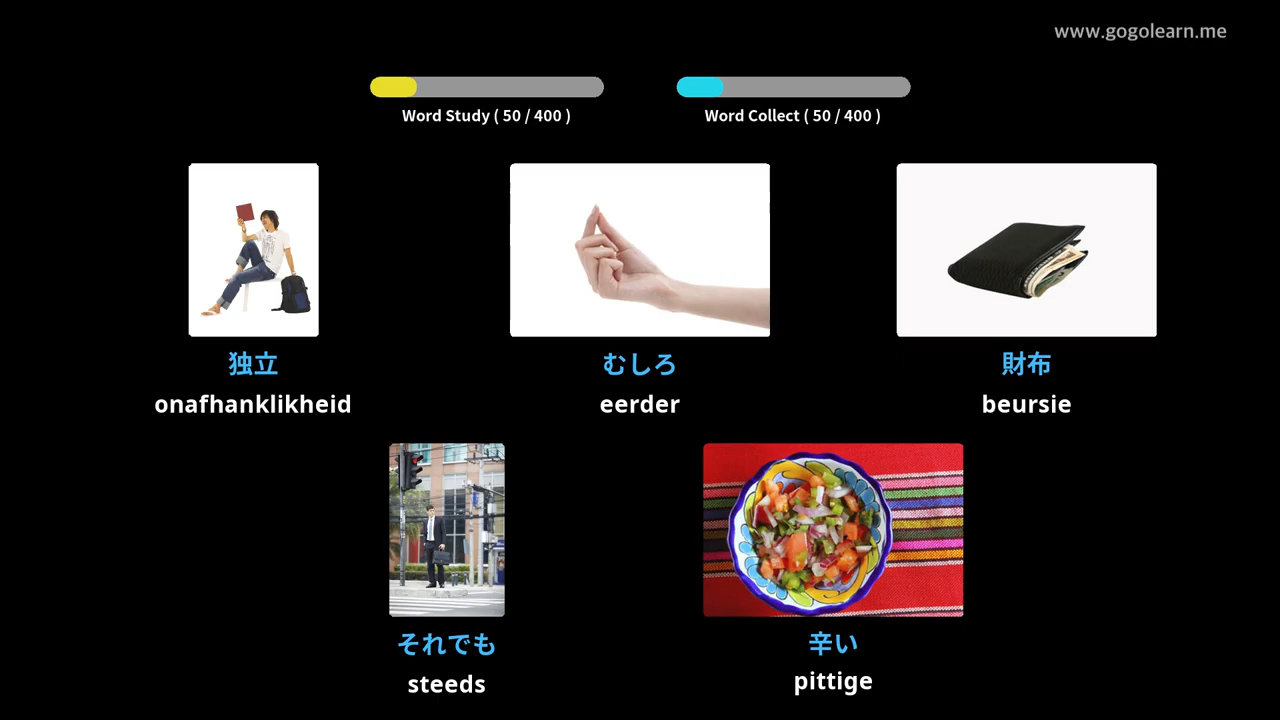 www.gogolearn.me
Word Study ( 50 / 400 )
Word Collect ( 50 / 400 )
独立
onafhanklikheid
むしろ
eerder
財布
beursie
それでも
steeds
辛い
pittige